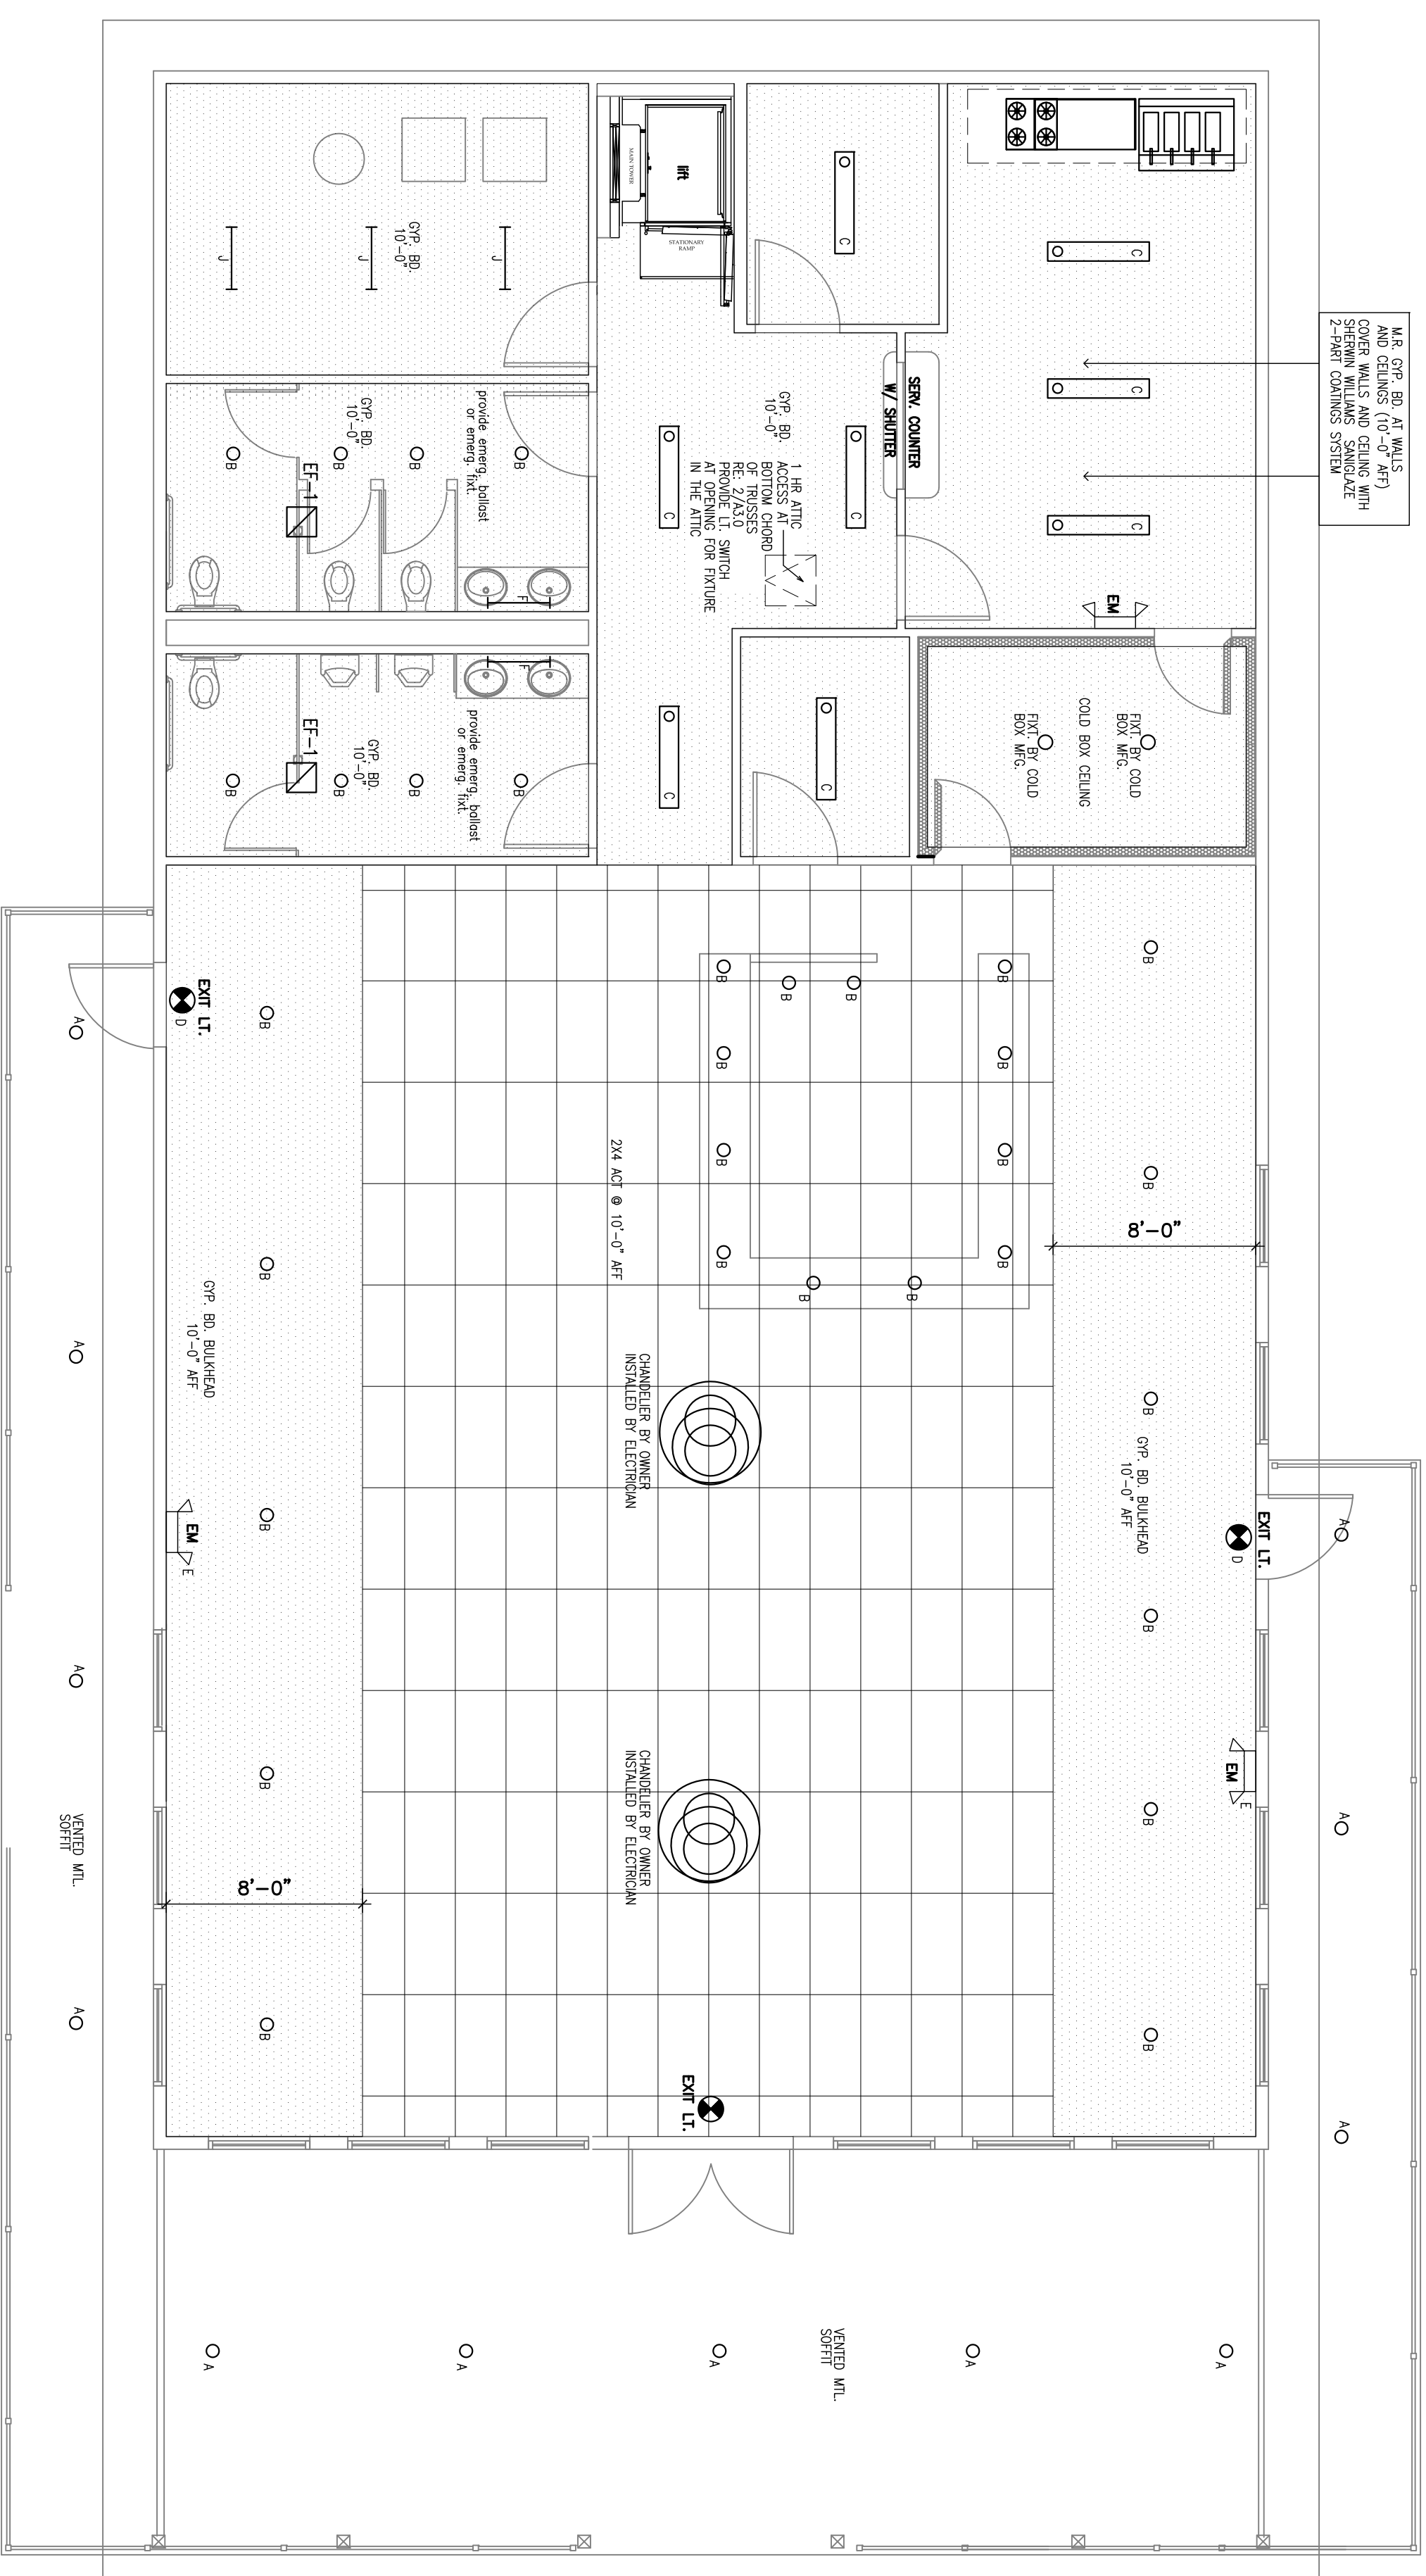 M.R. GYP. BD. AT WALLS
AND CEILINGS (10'-0" AFF)
COVER WALLS AND CEILING WITH
SHERWIN WILLIAMS SANIGLAZE
2-PART COATINGS SYSTEM
C
C
C
C
lift
MAIN TOWER
STATIONARY
RAMP
GYP. BD.
10'-0"
J
J
J
SERV. COUNTER
W/ SHUTTER
GYP. BD.
10'-0"
C
C
1 HR ATTIC
ACCESS AT
BOTTOM CHORD
OF TRUSSES
RE: 2/A3.0
PROVIDE LT. SWITCH
AT OPENING FOR FIXTURE
IN THE ATTIC
EM
provide emerg. ballast
or emerg. fixt.
GYP. BD.
10'-0"
B
B
B
B
EF-1
F
F
FIXT. BY COLD
BOX MFG.
COLD BOX CEILING
FIXT. BY COLD
BOX MFG.
C
C
provide emerg. ballast
or emerg. fixt.
GYP. BD.
10'-0"
EF-1
B
B
B
B
B
B
B
B
B
EXIT LT.
D
B
A
B
B
B
B
B
B
8'-0"
2X4 ACT @ 10'-0" AFF
B
B
B
B
B
GYP. BD. BULKHEAD
10'-0" AFF
A
CHANDELIER BY OWNER
INSTALLED BY ELECTRICIAN
B
GYP. BD. BULKHEAD
10'-0" AFF
EXIT LT.
D
A
B
EM
E
B
A
EM
E
B
A
B
CHANDELIER BY OWNER
INSTALLED BY ELECTRICIAN
VENTED MTL.
SOFFIT
8'-0"
B
B
A
EXIT LT.
A
VENTED MTL.
SOFFIT
A
A
A
A
A